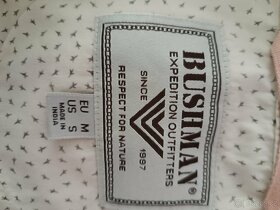 BUSHMAN®
EXPEDITION OUTFITTERS
SINCE
1997
RESPECT FOR NATURE
EU M
US S
MADE IN
INDIA